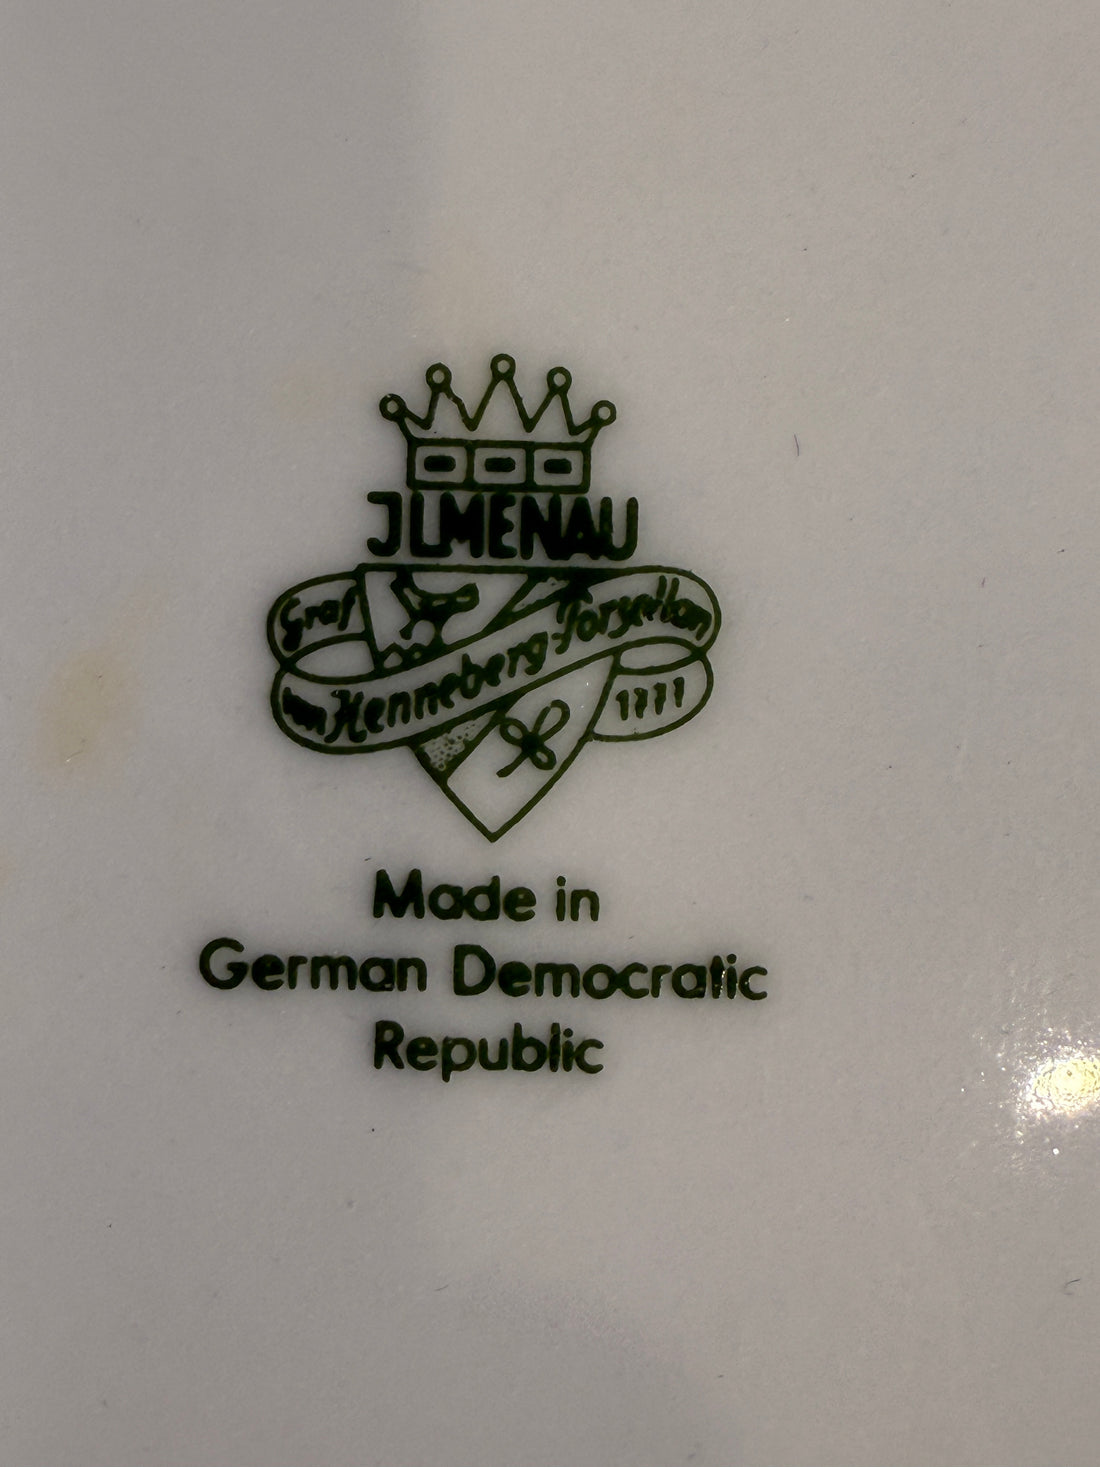 JLMENAU
Graf
von Henneberg-Porzellan
1777
Made in
German Democratic
Republic